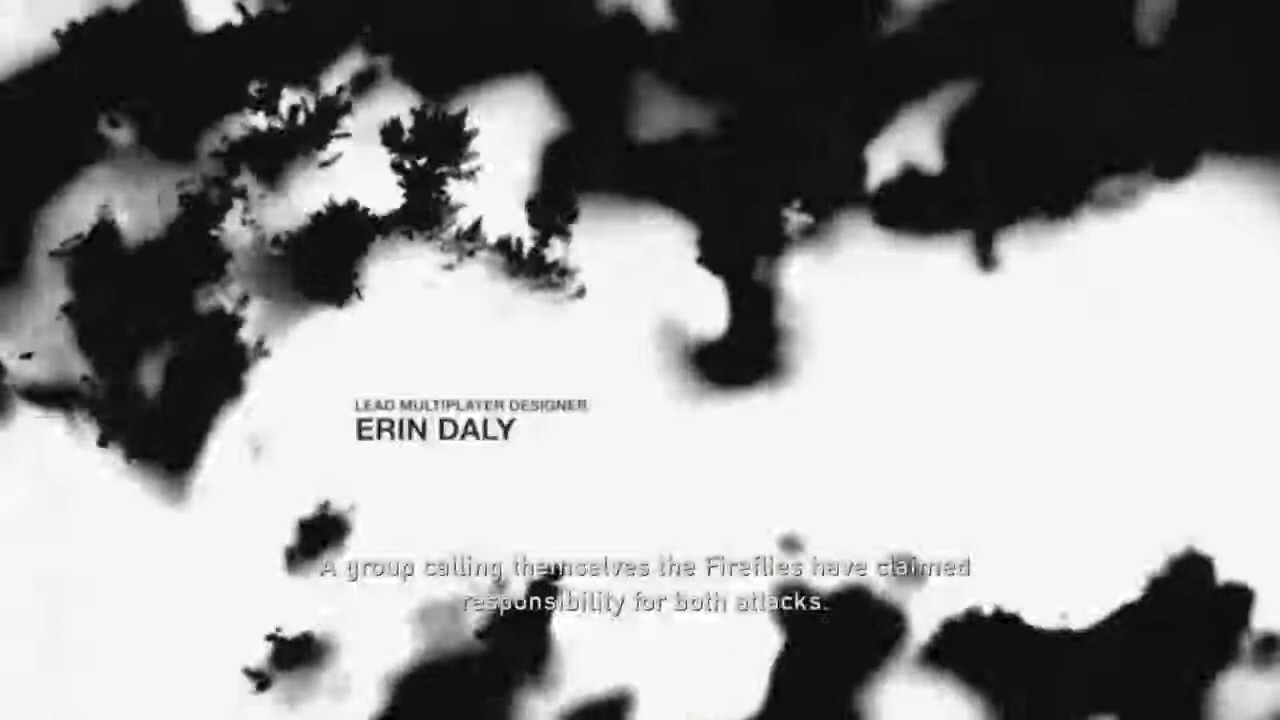 LEAD MULTIPLAYER DESIGNER
ERIN DALY
A group calling themselves the Fireflies have claimed
responsibility for both attacks.